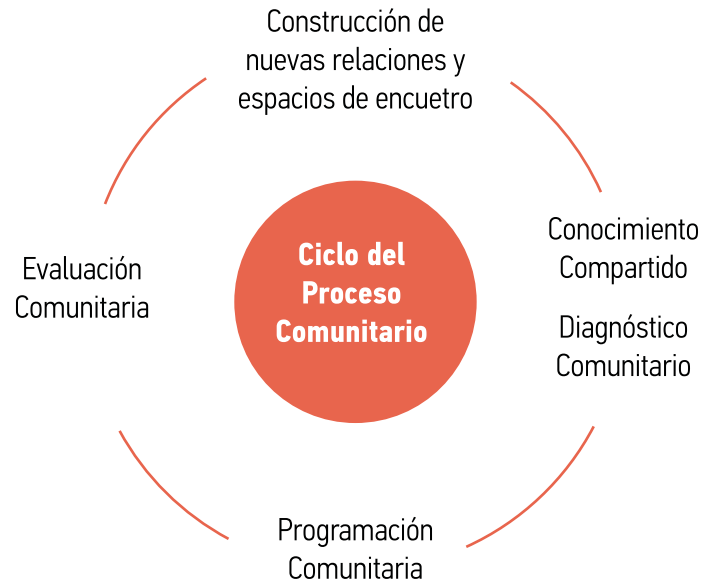 Construcción de
nuevas relaciones y
espacios de encuetro
Conocimiento
Compartido
Diagnóstico
Comunitario
Programación
Comunitaria
Evaluación
Comunitaria
Ciclo del
Proceso
Comunitario